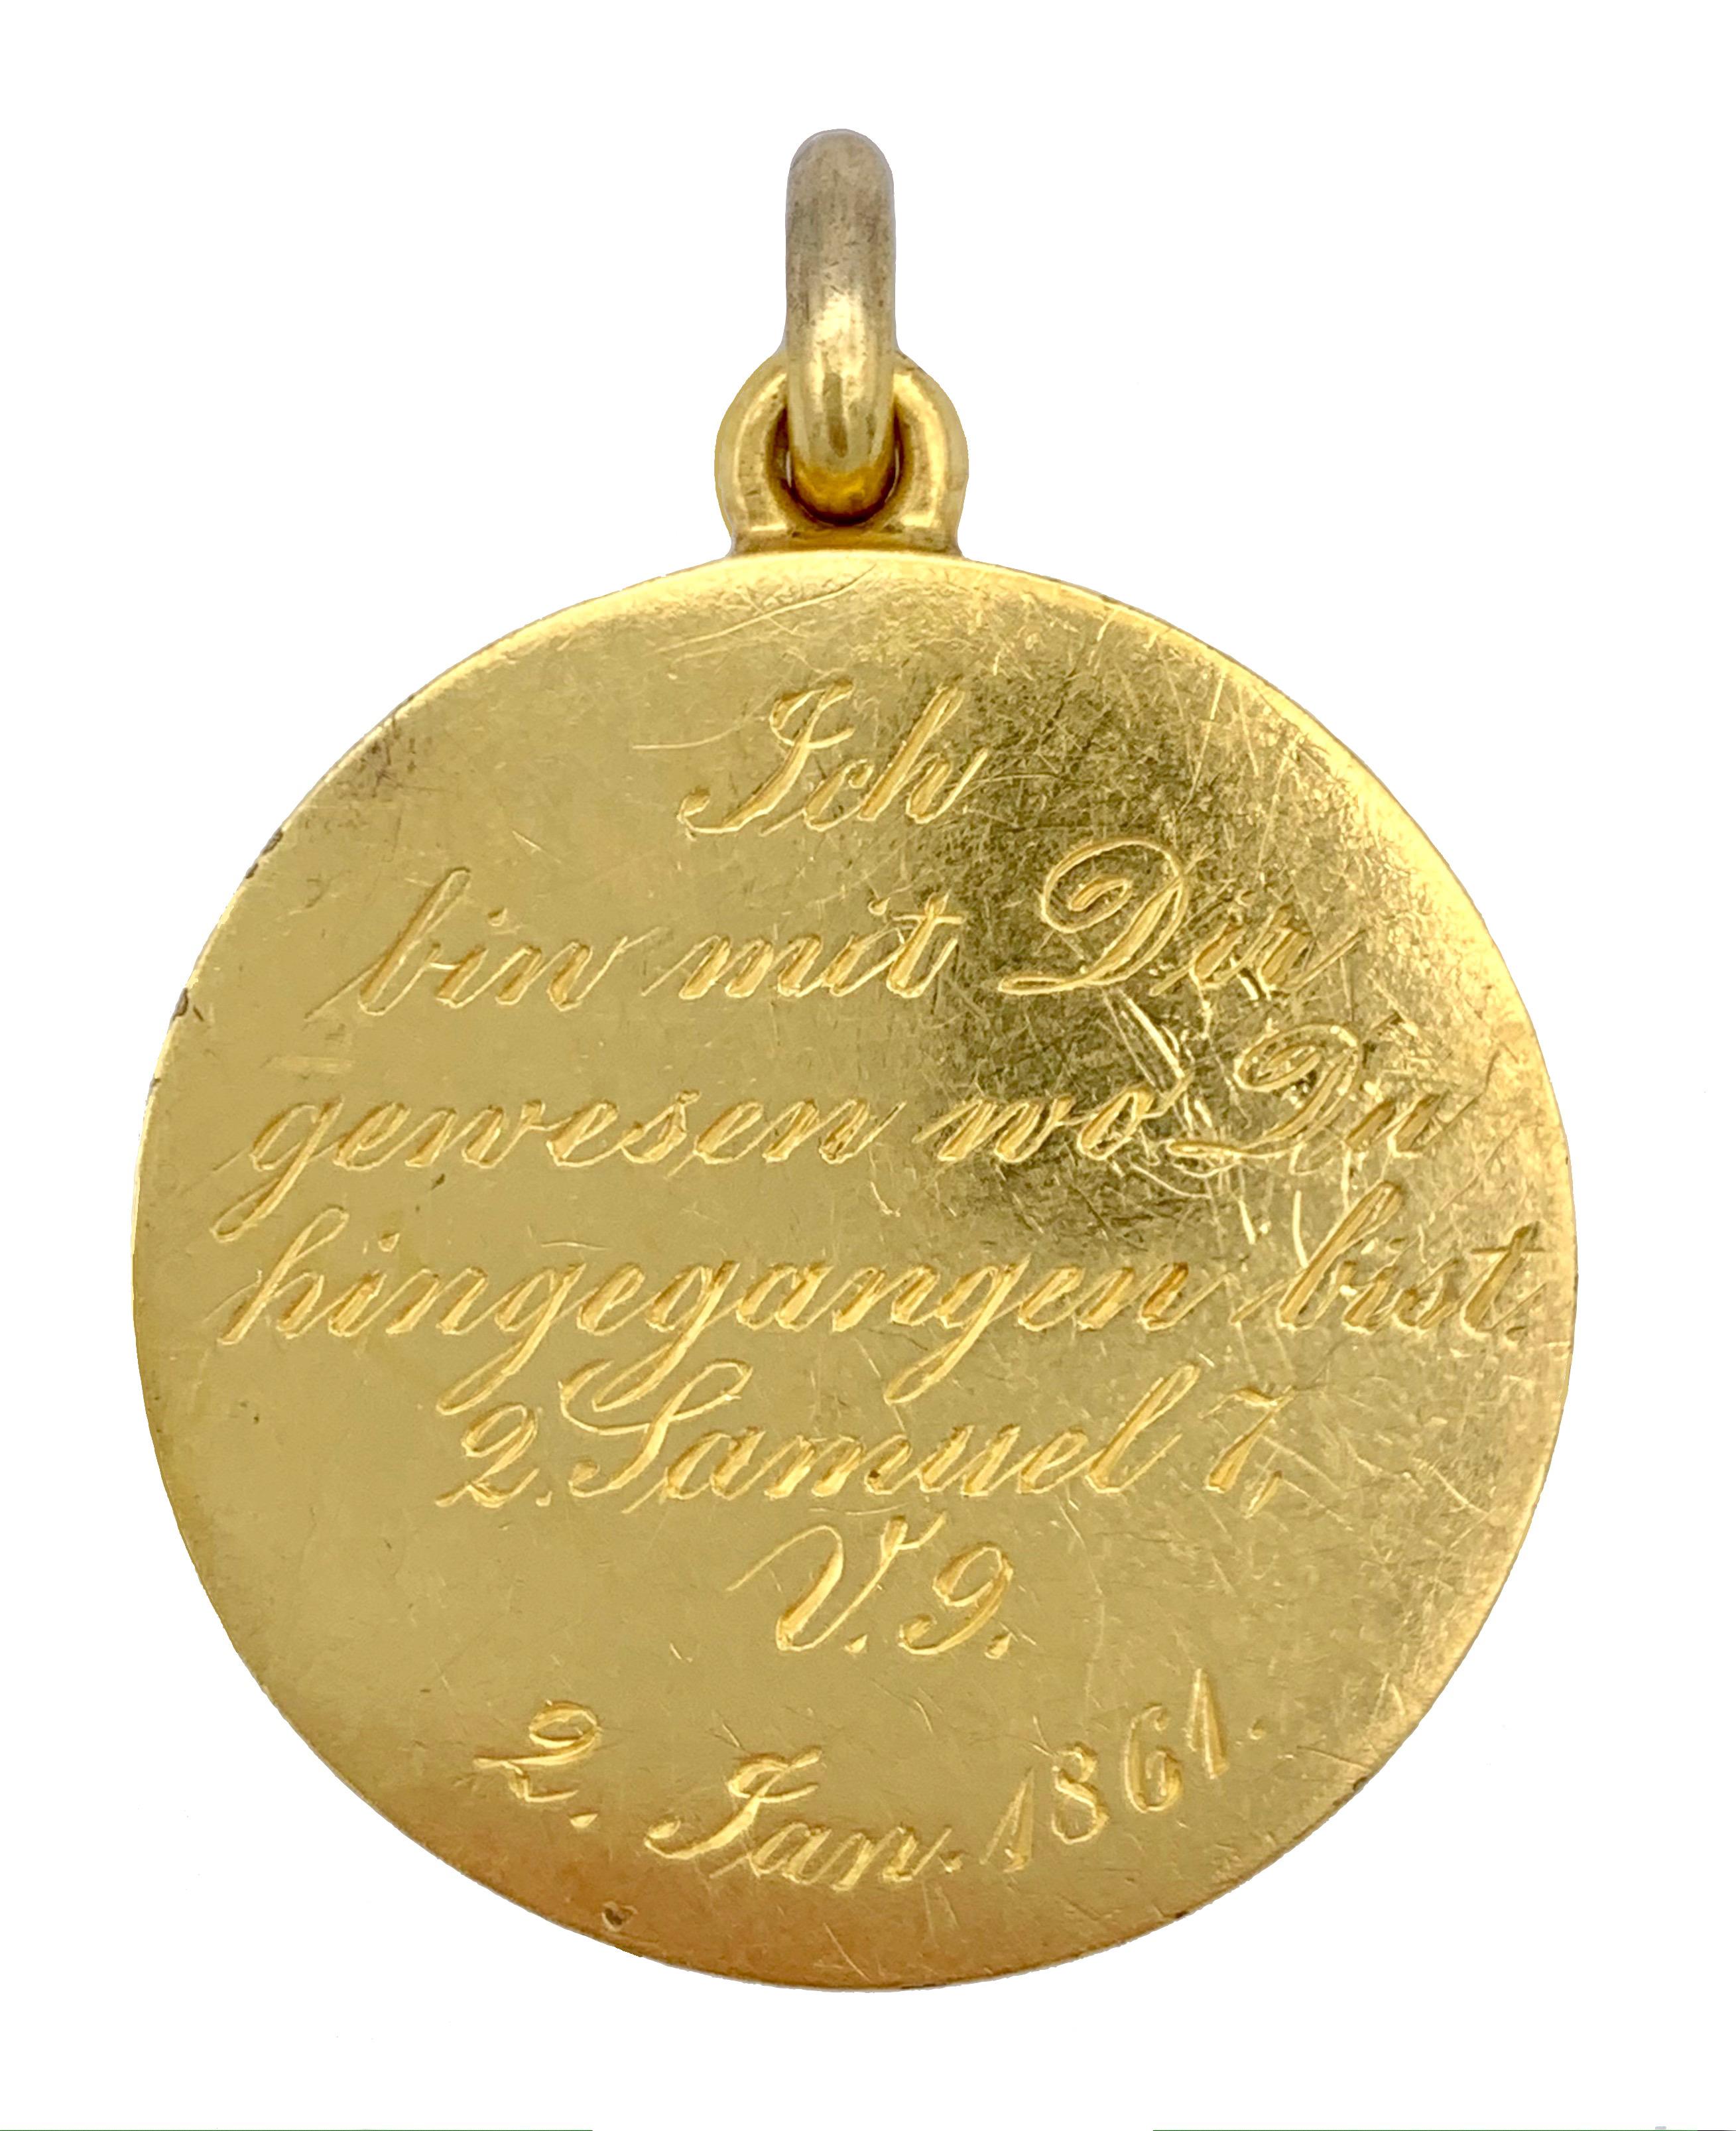 Ich
bin mit Dir
gewesen wo Du
hingegangen bist.
2. Samuel 7,
V. 9.
2. Jan. 1861.